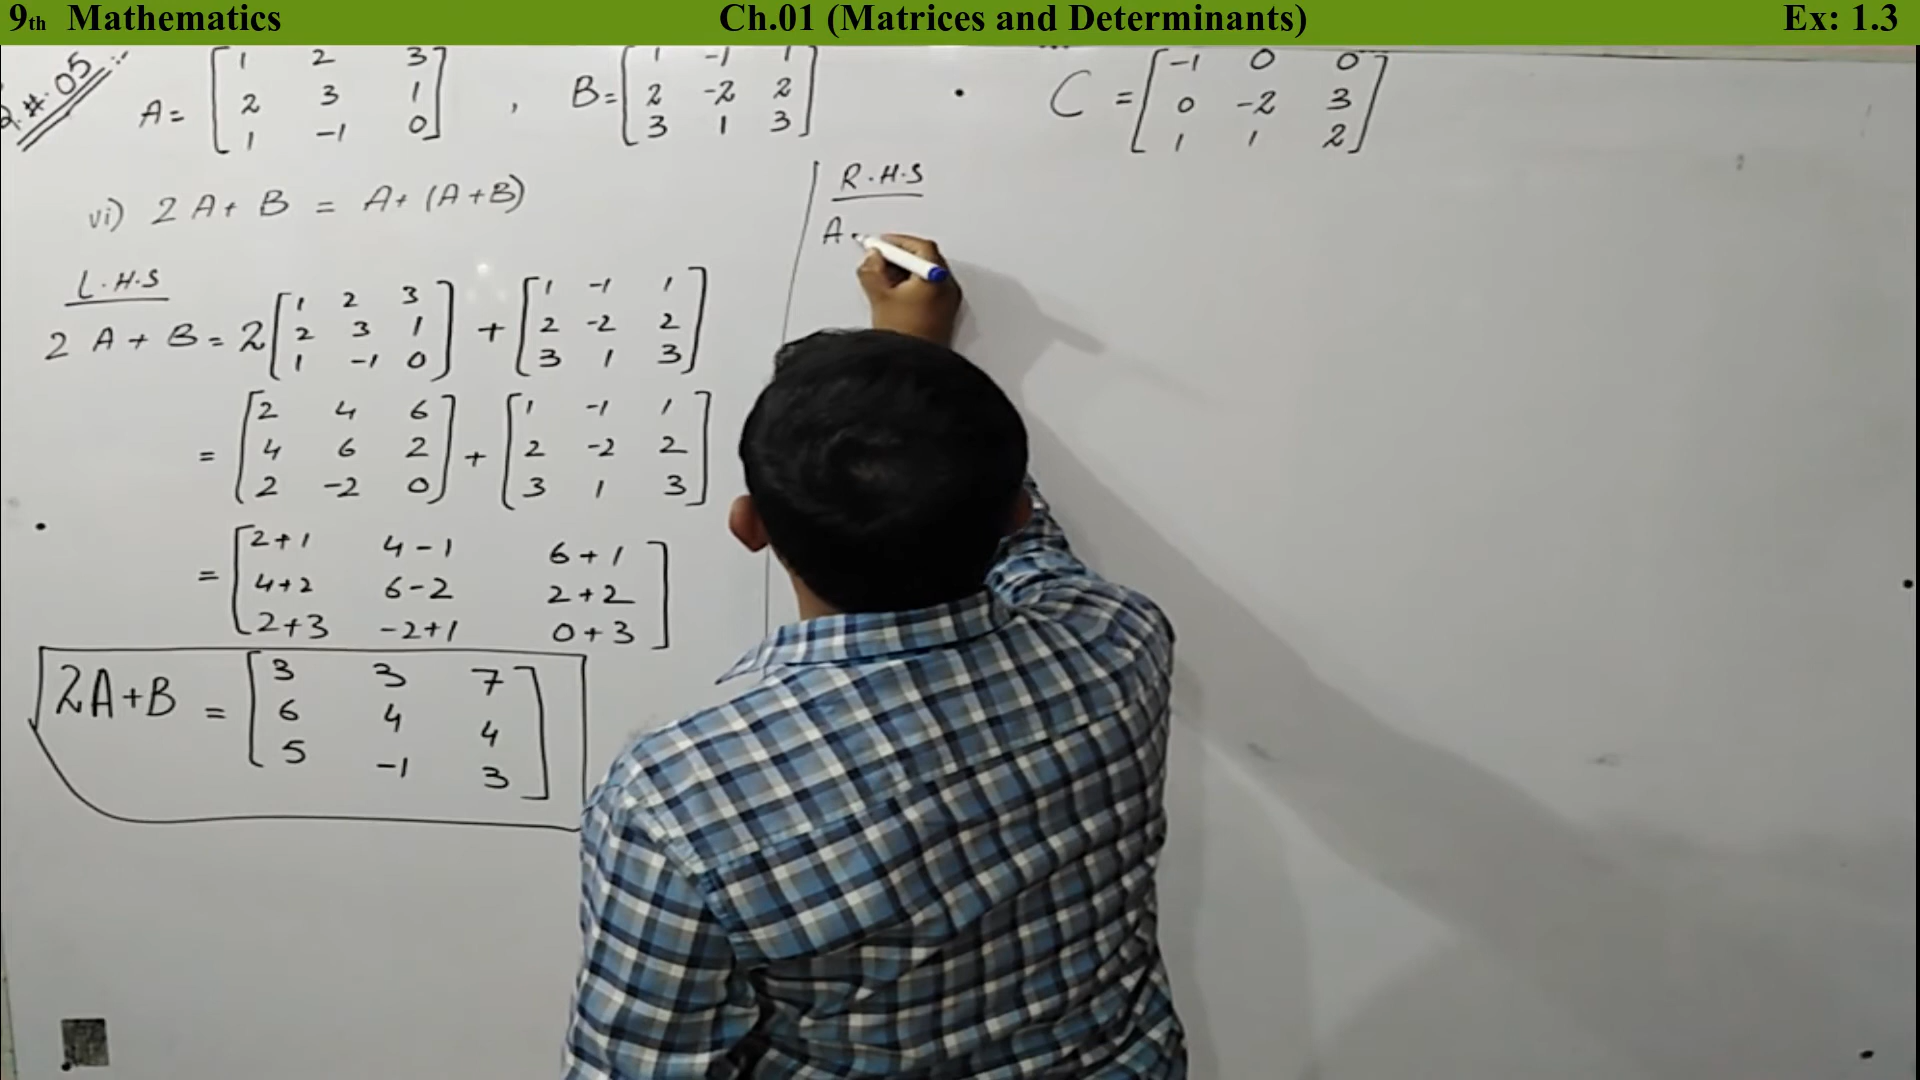 9th Mathematics Ch.01 (Matrices and Determinants) Ex: 1.3
Q.#.05
A = [1 2 3
2 3 1
1 -1 0] , B = [1 -1 1
2 -2 2
3 1 3] . C = [-1 0 0
0 -2 3
1 1 2]
vi) 2A + B = A + (A+B)
L.H.S
2A + B = 2 [1 2 3
2 3 1
1 -1 0] + [1 -1 1
2 -2 2
3 1 3]
= [2 4 6
4 6 2
2 -2 0] + [1 -1 1
2 -2 2
3 1 3]
= [2+1 4-1 6+1
4+2 6-2 2+2
2+3 -2+1 0+3]
2A+B = [3 3 7
6 4 4
5 -1 3]
R.H.S
A